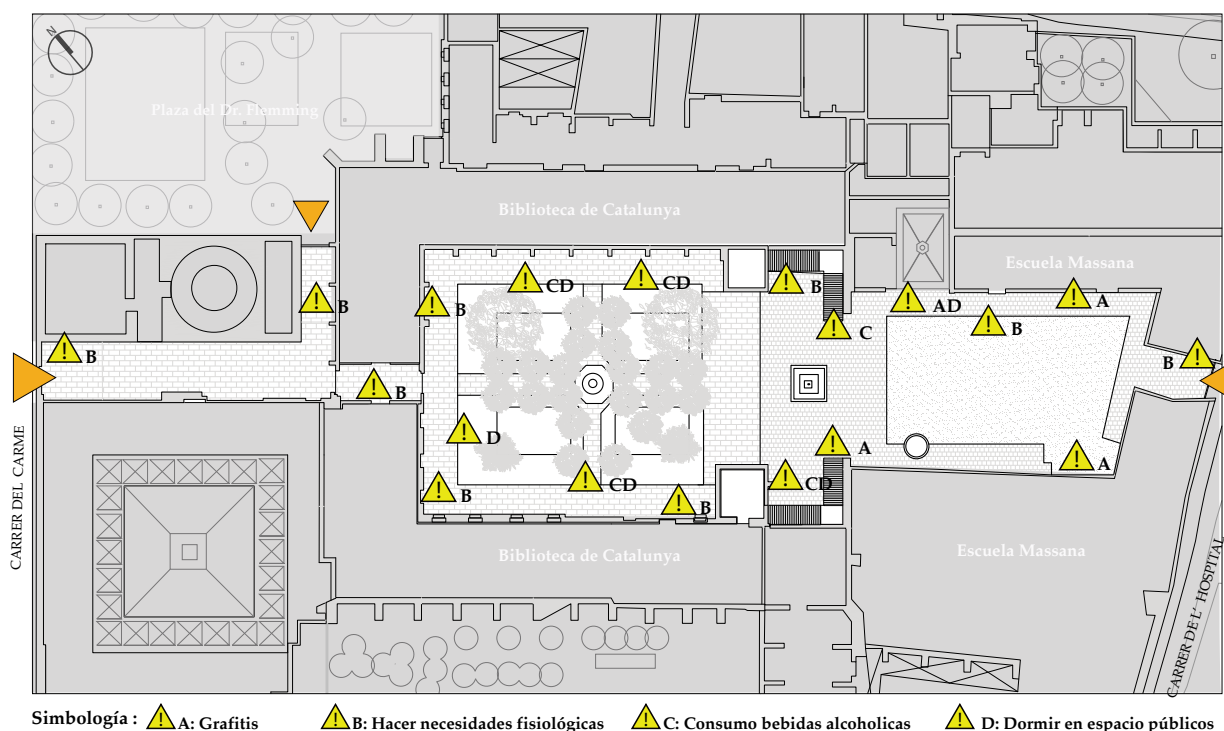 N
Plaza del Dr. Flemming
Biblioteca de Catalunya
Escuela Massana
CD
CD
B
B
B
AD
A
B
C
B
B
B
CARRER DEL CARME
D
A
A
B
CD
CD
B
Biblioteca de Catalunya
Escuela Massana
CARRER DE L' HOSPITAL
Simbología : A: Grafitis B: Hacer necesidades fisiológicas C: Consumo bebidas alcoholicas D: Dormir en espacio públicos